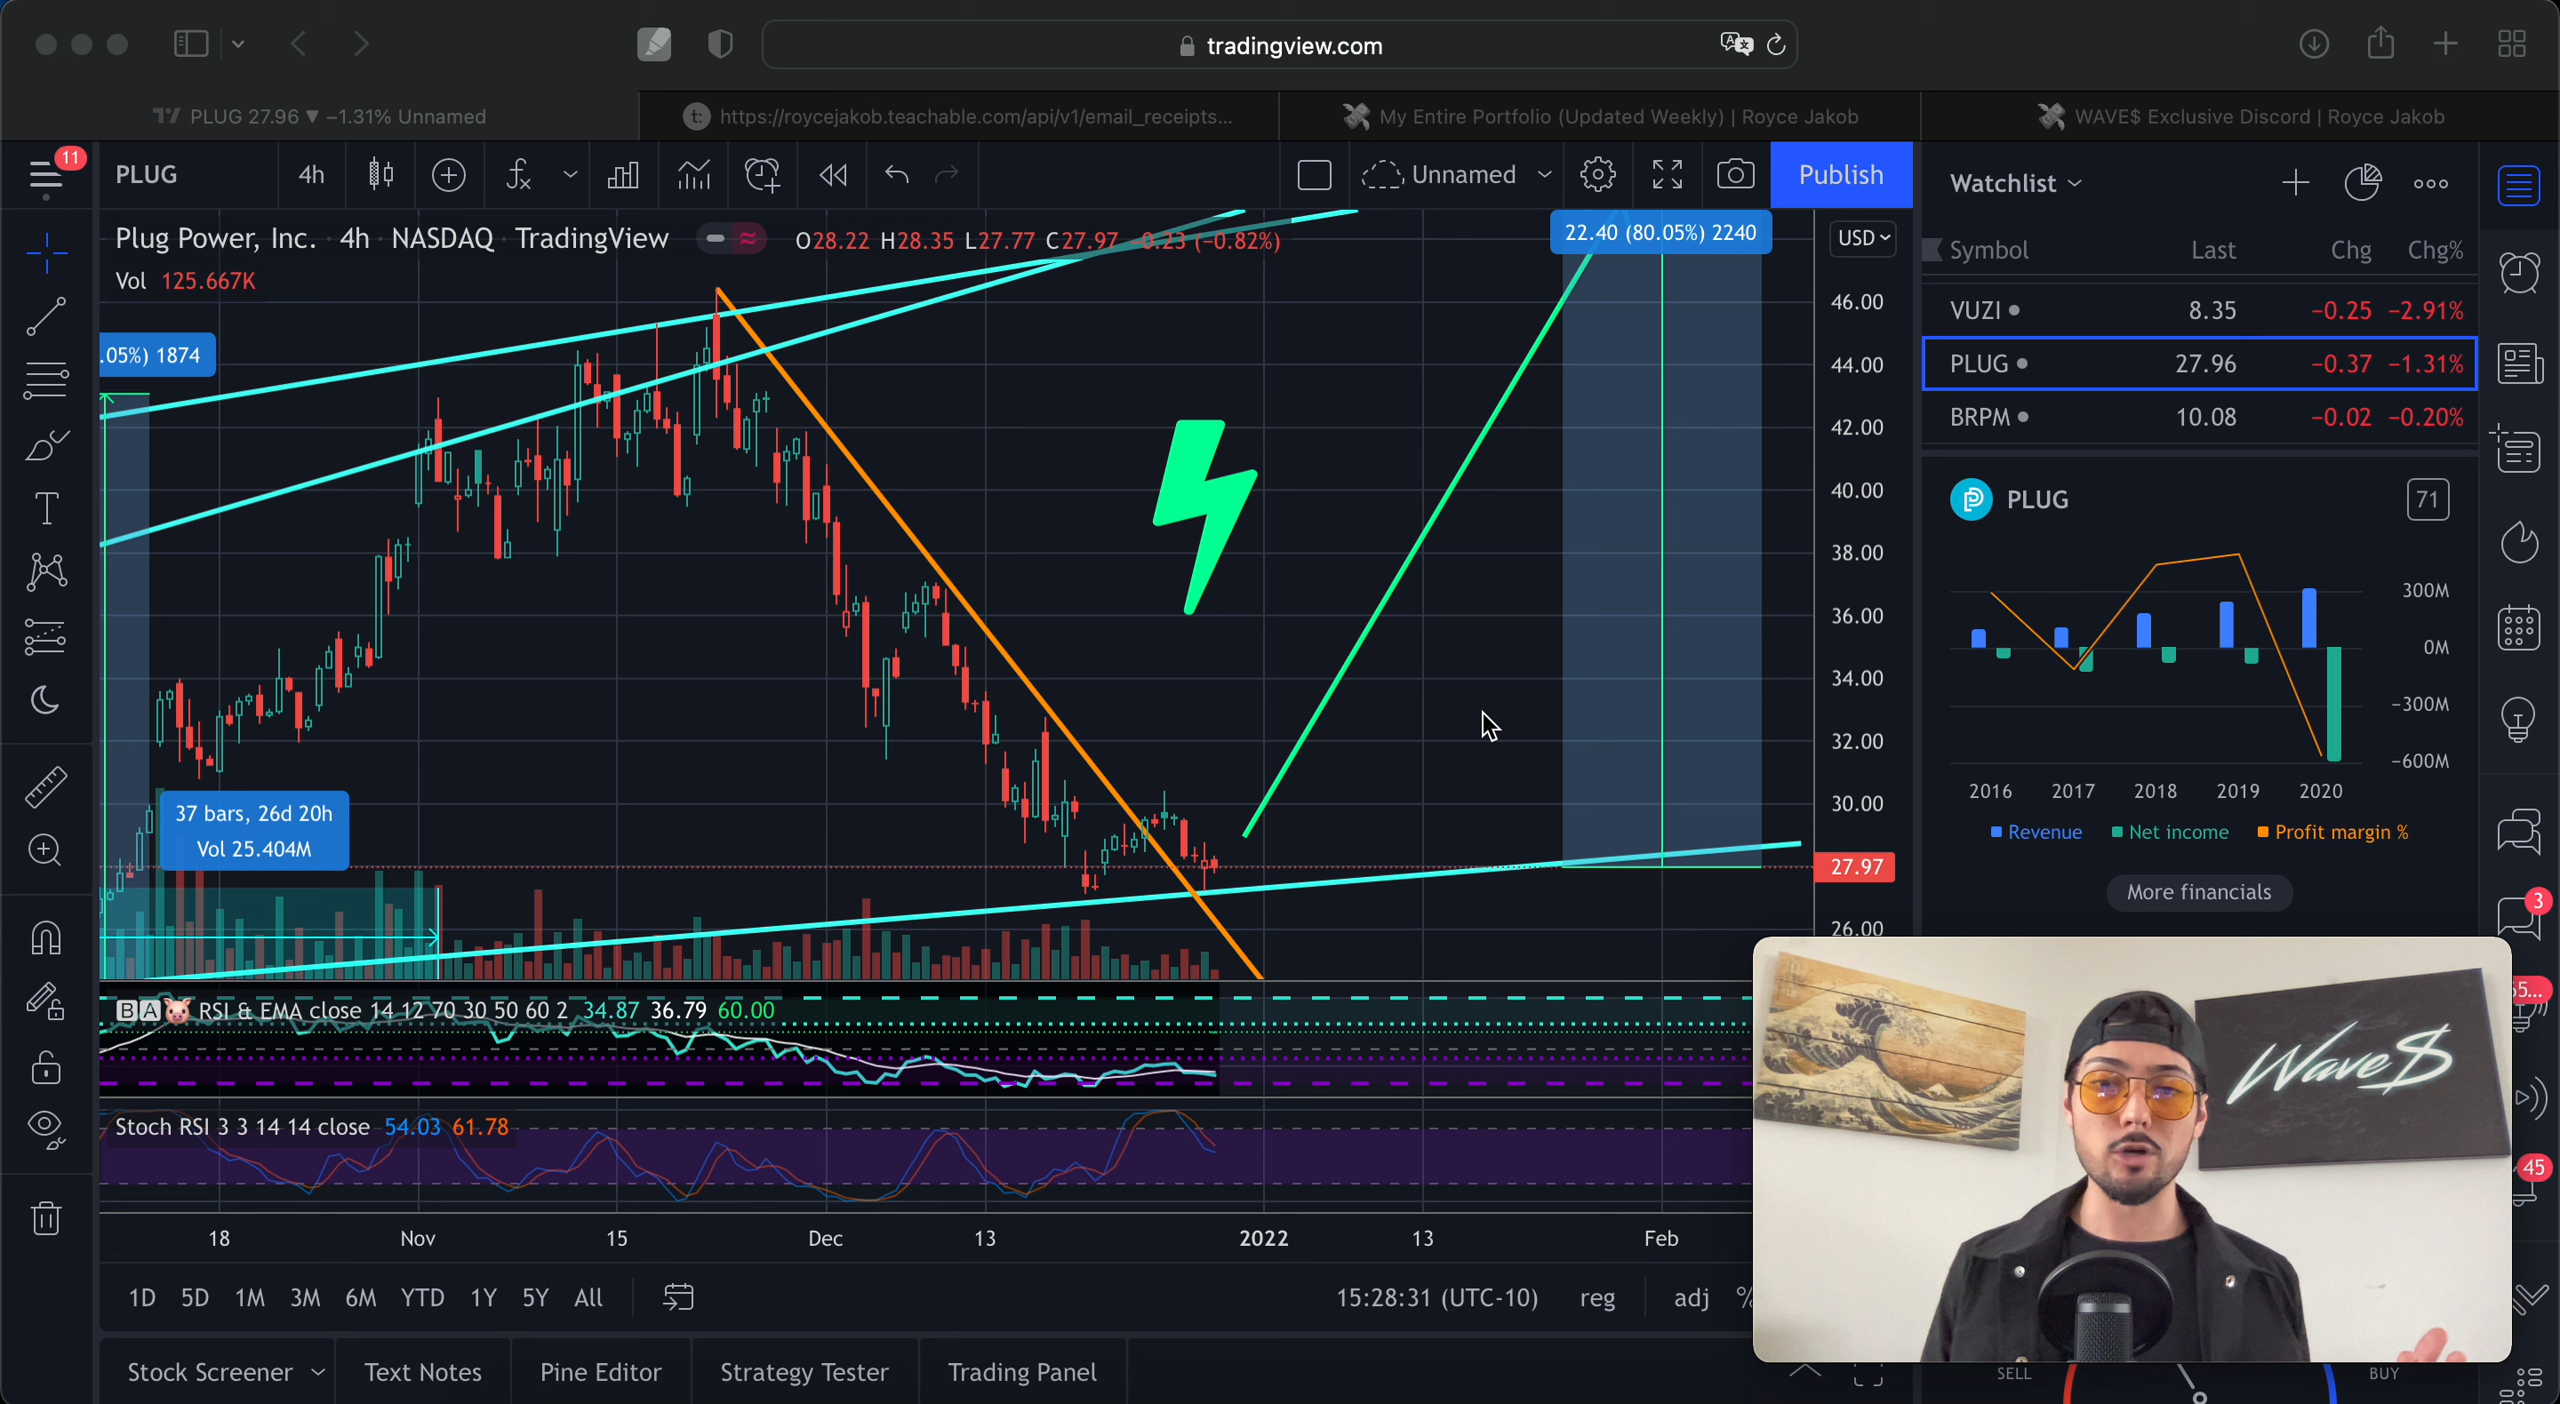 tradingview.com
PLUG 27.96 ▼ −1.31% Unnamed
t:
https://roycejakob.teachable.com/api/v1/email_receipts...
My Entire Portfolio (Updated Weekly) | Royce Jakob
WAVE$ Exclusive Discord | Royce Jakob
11
PLUG
4h
Unnamed
Publish
Watchlist
Plug Power, Inc. · 4h · NASDAQ · TradingView
O28.22 H28.35 L27.77 C27.97 −0.23 (−0.82%)
22.40 (80.05%) 2240
USD
Symbol Last Chg Chg%
Vol 125.667K
VUZI 8.35 −0.25 −2.91%
PLUG 27.96 −0.37 −1.31%
BRPM 10.08 −0.02 −0.20%
.05%) 1874
46.00
44.00
42.00
40.00
38.00
36.00
34.00
32.00
30.00
27.97
26.00
PLUG
71
300M
0M
−300M
−600M
2016 2017 2018 2019 2020
Revenue Net income Profit margin %
More financials
37 bars, 26d 20h
Vol 25.404M
3
65...
45
BA RSI & EMA close 14 12 70 30 50 60 2 34.87 36.79 60.00
Stoch RSI 3 3 14 14 close 54.03 61.78
Wave$
18 Nov 15 Dec 13 2022 13 Feb
1D 5D 1M 3M 6M YTD 1Y 5Y All
15:28:31 (UTC-10) reg adj %
Stock Screener Text Notes Pine Editor Strategy Tester Trading Panel
SELL BUY